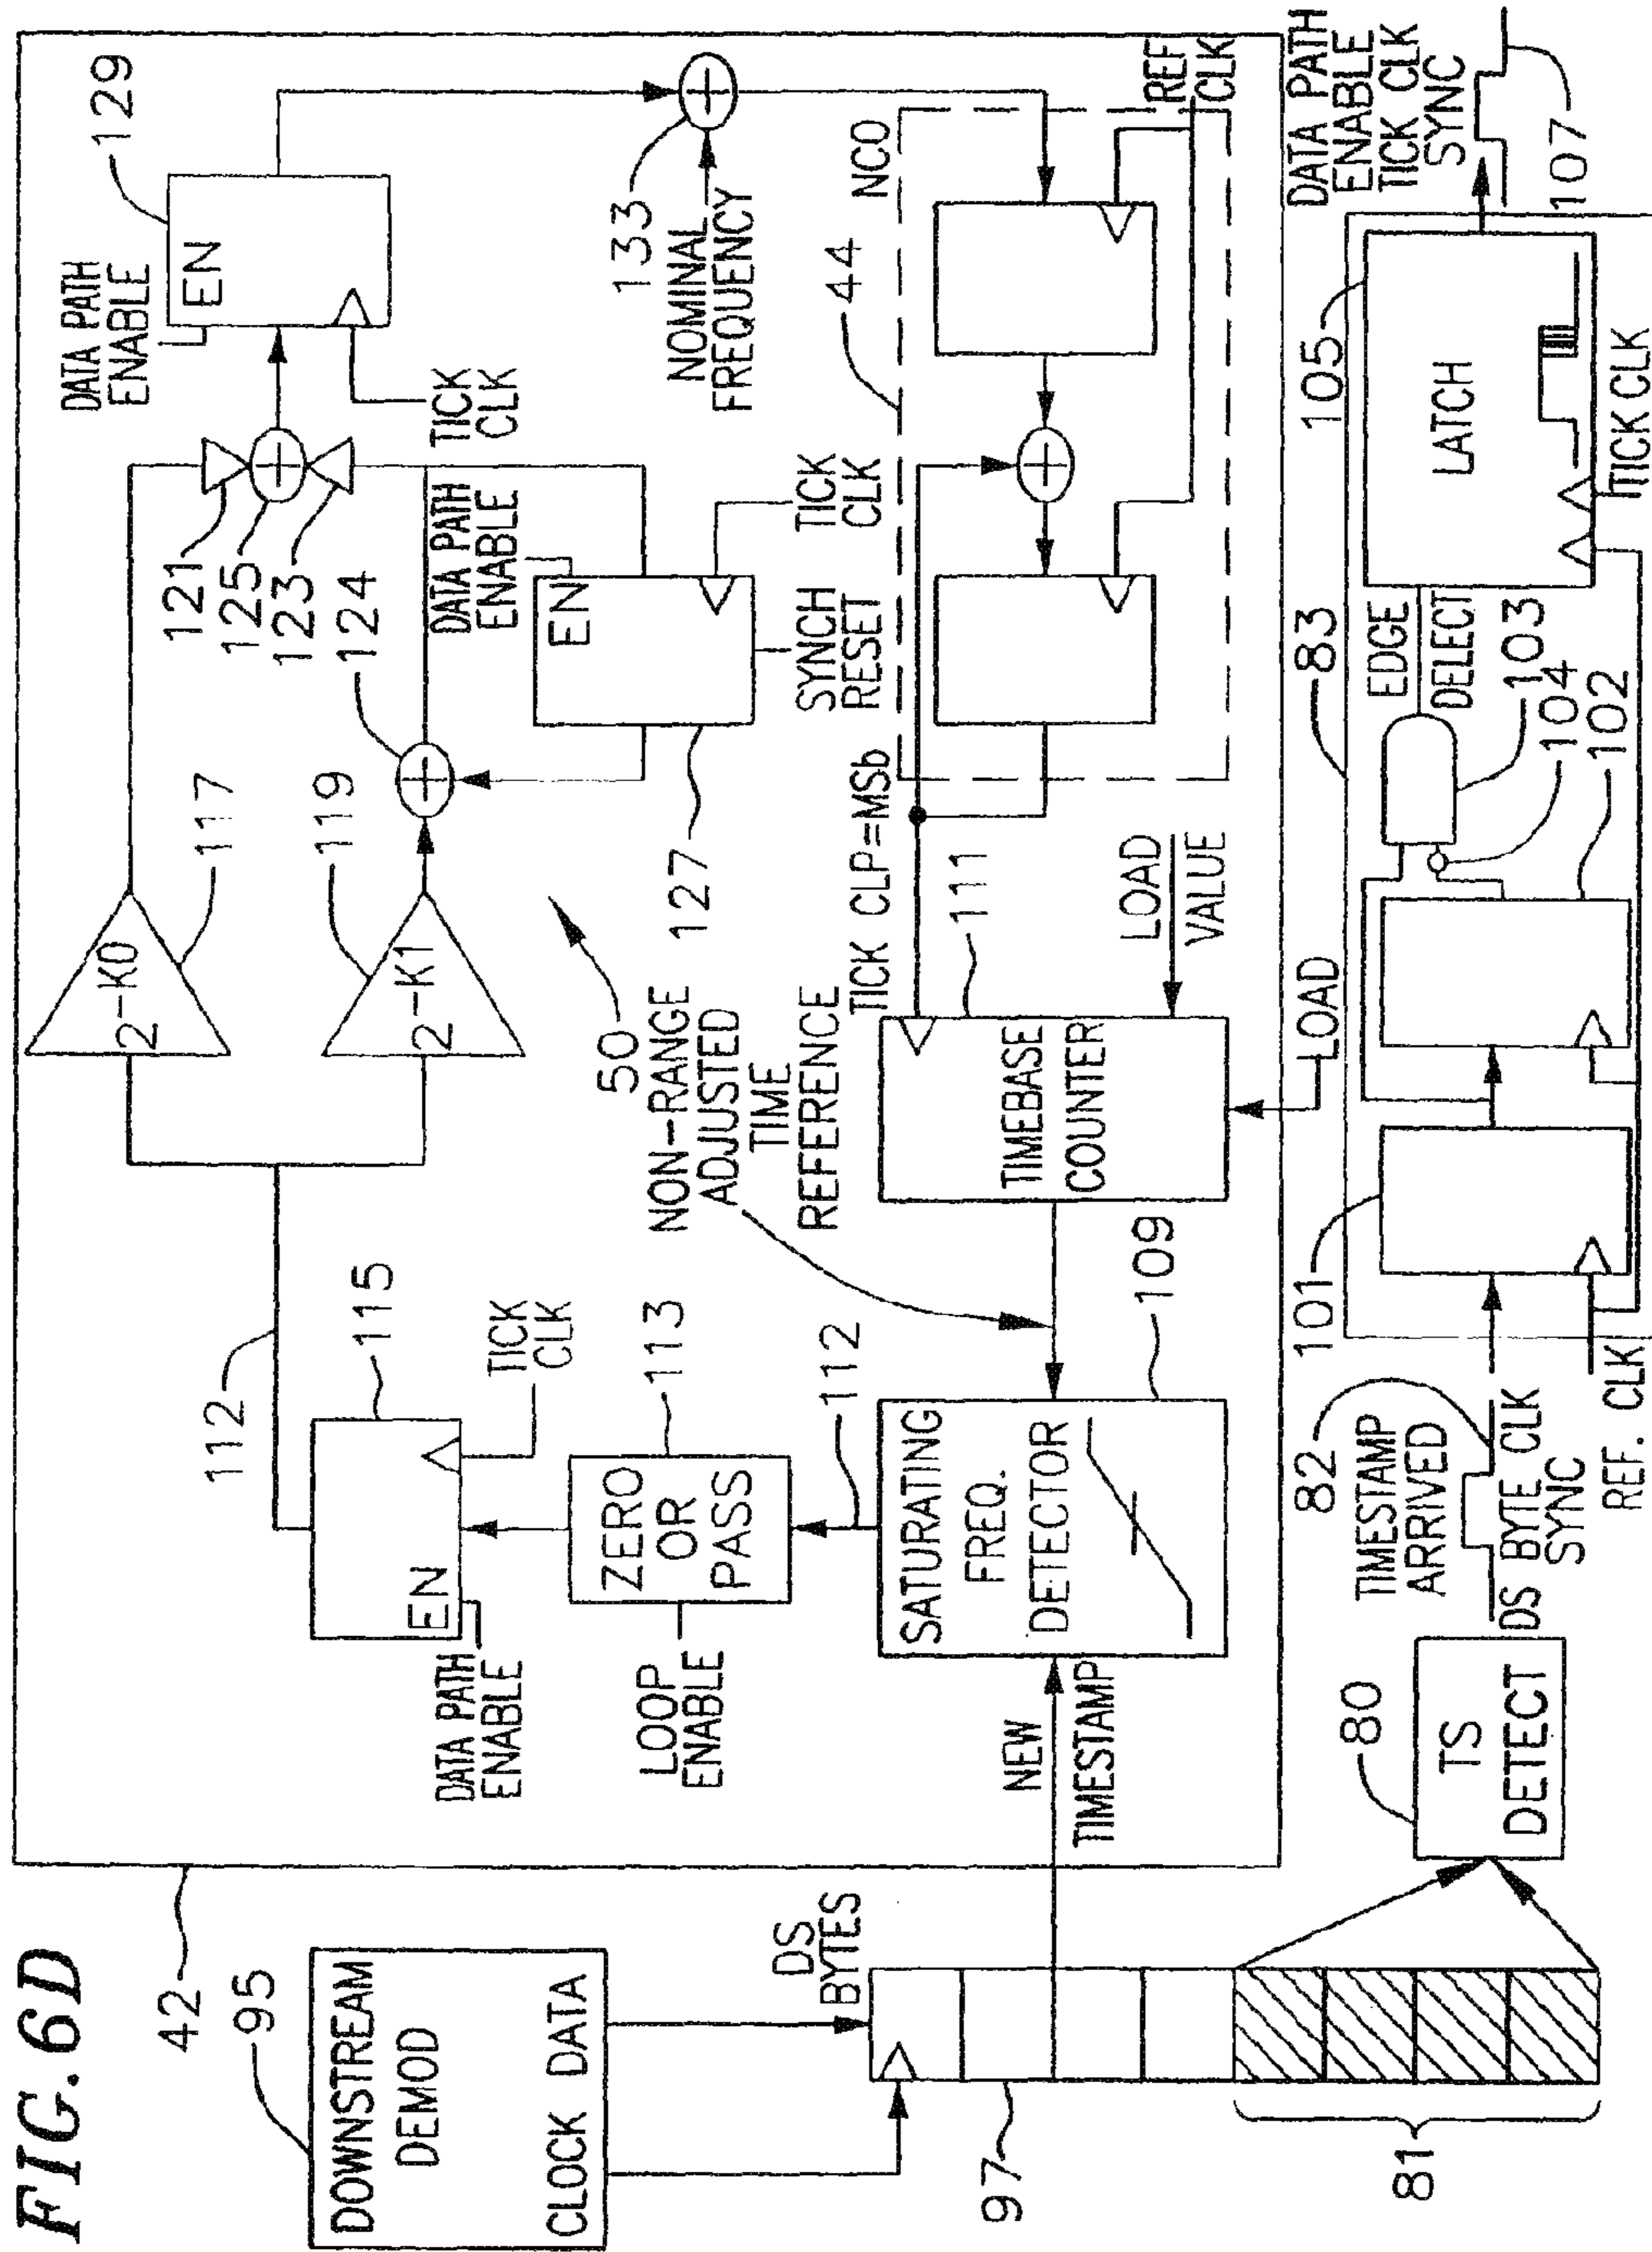 FIG. 6D
42
95
DOWNSTREAM
DEMOD
CLOCK DATA
DS
BYTES
97
81
112
115
EN
DATA PATH
ENABLE
TICK
CLK
113
ZERO
OR
PASS
LOOP
ENABLE
112
SATURATING
FREQ.
DETECTOR
109
NEW
TIMESTAMP
2-K0
117
2-K1
119
50
NON-RANGE
ADJUSTED
TIME
REFERENCE
TIMEBASE
COUNTER
111
LOAD
VALUE
LOAD
TICK CLP=MSb
121
125
123
124
DATA PATH
ENABLE
EN
TICK
CLK
SYNCH
RESET
127
DATA PATH
ENABLE
EN
129
TICK
CLK
133
NOMINAL
FREQUENCY
44
NCO
REF
CLK
80
TS
DETECT
TIMESTAMP
ARRIVED
82
DS BYTE CLK
SYNC
REF. CLK
83
101
102
104
103
EDGE
DELECT
105
LATCH
TICK CLK
DATA PATH
ENABLE
TICK CLK
SYNC
107
107